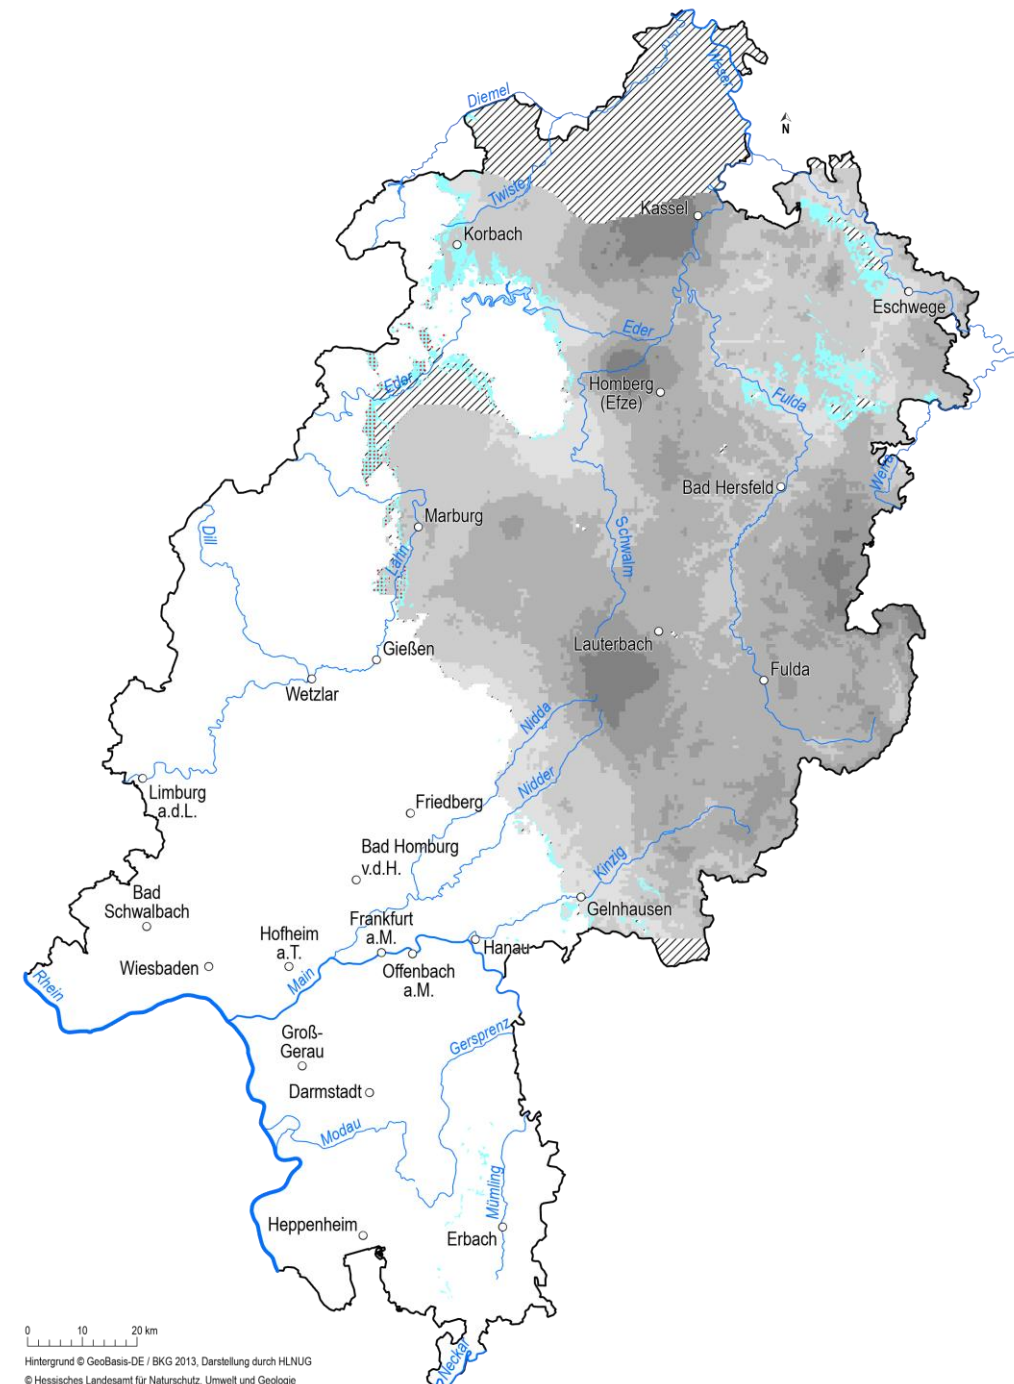 Diemel
Weser
N
Twiste
Kassel
Korbach
Eschwege
Eder
Eder
Homberg
(Efze)
Fulda
Werra
Bad Hersfeld
Marburg
Dill
Lahn
Schwalm
Lauterbach
Gießen
Fulda
Wetzlar
Nidda
Nidder
Limburg
a.d.L.
Friedberg
Bad Homburg
v.d.H.
Kinzig
Bad
Schwalbach
Gelnhausen
Frankfurt
a.M.
Hofheim
a.T.
Hanau
Wiesbaden
Main
Offenbach
a.M.
Rhein
Groß-
Gerau
Gersprenz
Darmstadt
Modau
Mümling
Heppenheim
Erbach
Neckar
0 10 20 km
Hintergrund © GeoBasis-DE / BKG 2013, Darstellung durch HLNUG
© Hessisches Landesamt für Naturschutz, Umwelt und Geologie